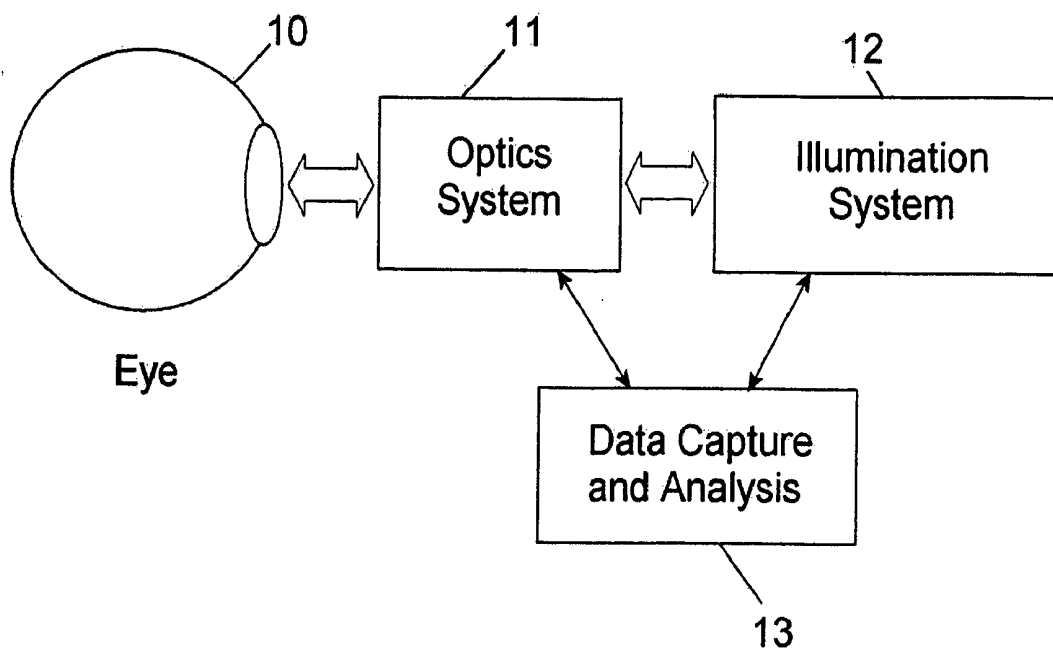 10
11
12
Optics
System
Illumination
System
Eye
Data Capture
and Analysis
13